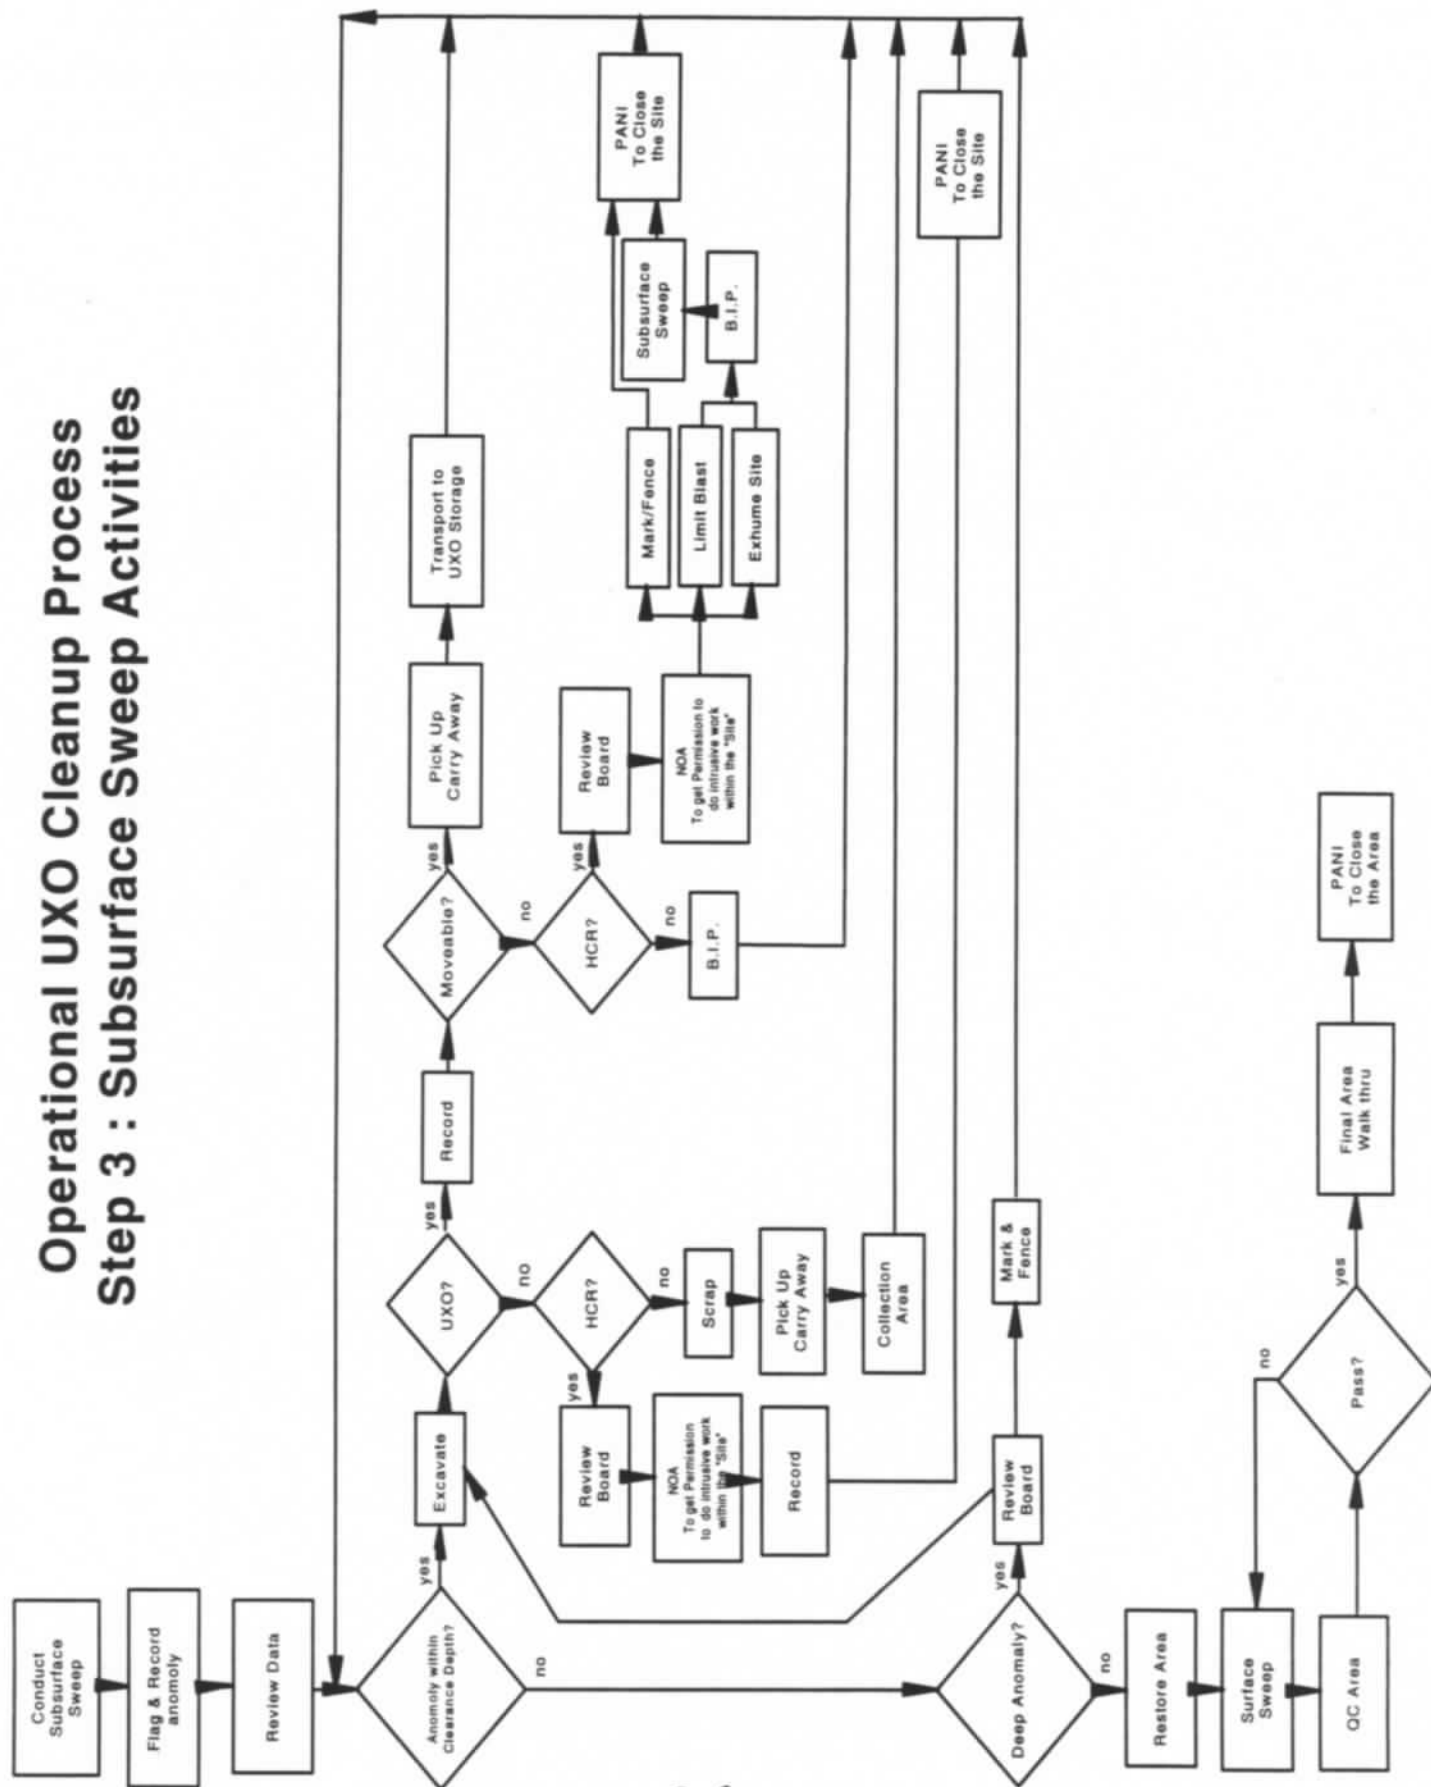 Operational UXO Cleanup Process
Step 3 : Subsurface Sweep Activities
Conduct
Subsurface
Sweep
Flag & Record
anomoly
Review Data
Anomoly within
Clearance Depth?
yes
no
Excavate
UXO?
yes
no
Record
Moveable?
yes
no
Pick Up
Carry Away
Transport to
UXO Storage
HCR?
yes
no
Review
Board
NOA
To get Permission
to do intrusive work
within the "Site"
Record
Scrap
Pick Up
Carry Away
Collection
Area
HCR?
yes
no
B.I.P.
Review
Board
NOA
To get Permission to
do intrusive work
within the "Site"
Mark/Fence
Limit Blast
Exhume Site
B.I.P.
Subsurface
Sweep
PANI
To Close
the Site
PANI
To Close
the Site
Deep Anomaly?
yes
no
Review
Board
Mark &
Fence
Restore Area
Surface
Sweep
QC Area
Pass?
no
yes
Final Area
Walk thru
PANI
To Close
the Area